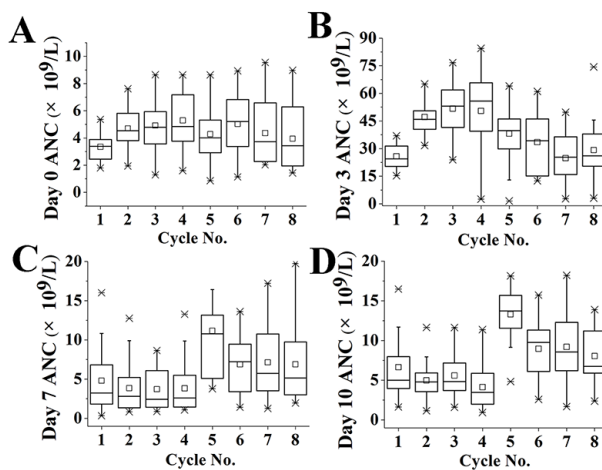 A
Day 0 ANC (× 10⁹/L)
10
8
6
4
2
0
1 2 3 4 5 6 7 8
Cycle No.
B
Day 3 ANC (× 10⁹/L)
90
75
60
45
30
15
0
1 2 3 4 5 6 7 8
Cycle No.
C
Day 7 ANC (× 10⁹/L)
20
15
10
5
0
1 2 3 4 5 6 7 8
Cycle No.
D
Day 10 ANC (× 10⁹/L)
20
15
10
5
0
1 2 3 4 5 6 7 8
Cycle No.